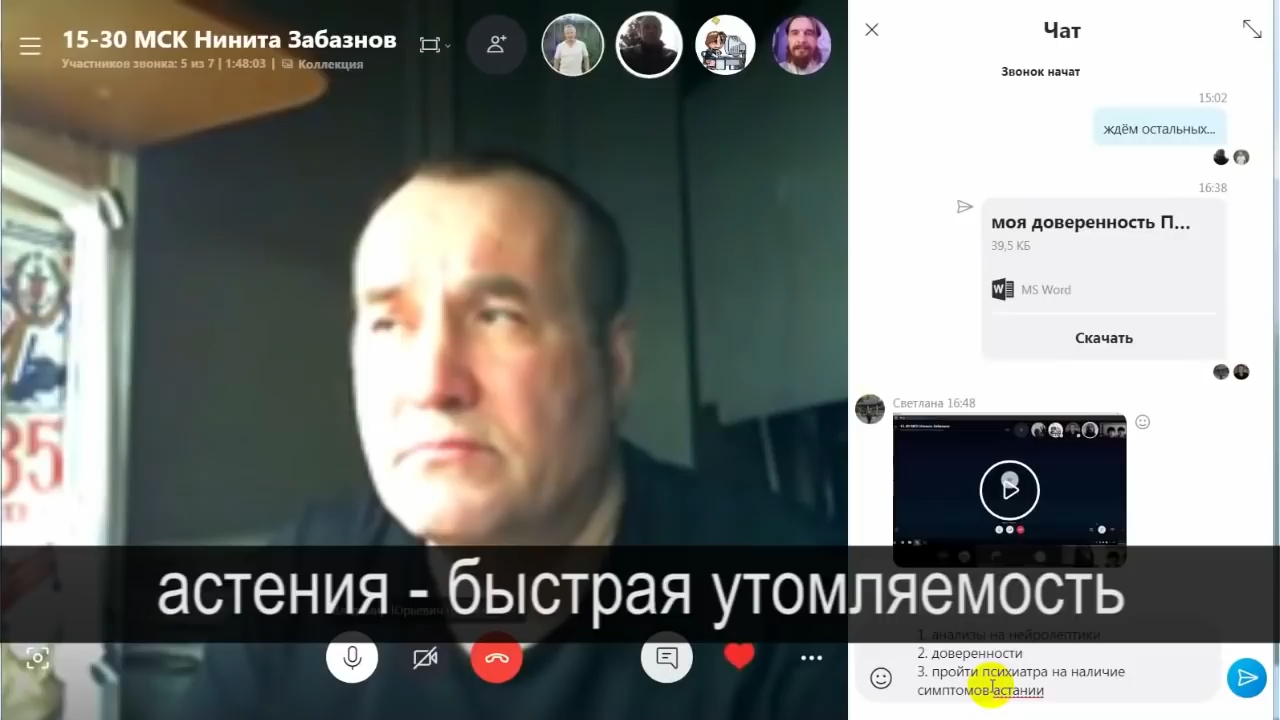 15-30 МСК Нинита Забазнов
Участников звонка: 5 из 7 | 1:48:03 | Коллекция
Чат
Звонок начат
15:02
ждём остальных...
16:38
моя доверенность П...
39,5 КБ
MS Word
Скачать
Светлана 16:48
35
астения - быстрая утомляемость
Юрьевич
1. анализы на нейролептики
2. доверенности
3. пройти психиатра на наличие
симптомов астании